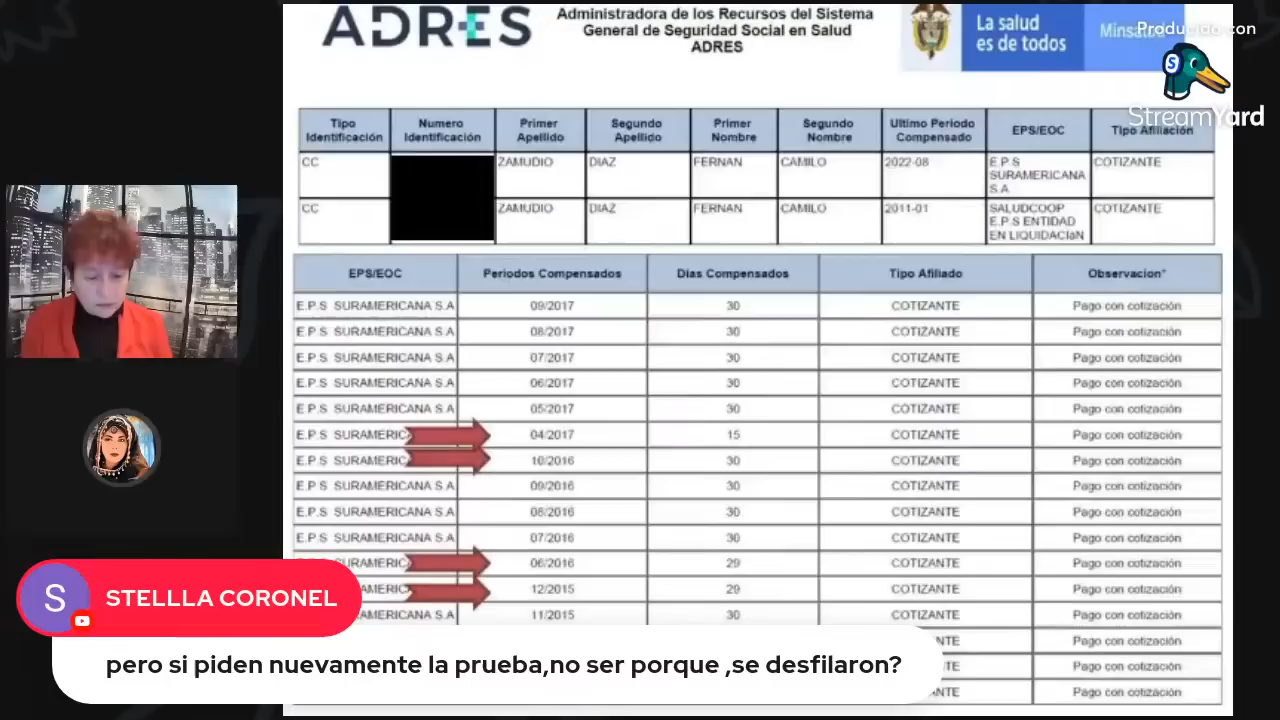 ADRES
Administradora de los Recursos del Sistema
General de Seguridad Social en Salud
ADRES
La salud
es de todos
Producido con
StreamYard
Tipo Identificación Numero Identificación Primer Apellido Segundo Apellido Primer Nombre Segundo Nombre Ultimo Periodo Compensado EPS/EOC Tipo Afiliación
CC ZAMUDIO DIAZ FERNAN CAMILO 2022-08 E.P.S SURAMERICANA S.A COTIZANTE
CC ZAMUDIO DIAZ FERNAN CAMILO 2011-01 SALUDCOOP E.P.S ENTIDAD EN LIQUIDACIóN COTIZANTE
EPS/EOC Periodos Compensados Días Compensados Tipo Afiliado Observacion*
E.P.S SURAMERICANA S.A 09/2017 30 COTIZANTE Pago con cotización
E.P.S SURAMERICANA S.A 08/2017 30 COTIZANTE Pago con cotización
E.P.S SURAMERICANA S.A 07/2017 30 COTIZANTE Pago con cotización
E.P.S SURAMERICANA S.A 06/2017 30 COTIZANTE Pago con cotización
E.P.S SURAMERICANA S.A 05/2017 30 COTIZANTE Pago con cotización
E.P.S SURAMERIC 04/2017 15 COTIZANTE Pago con cotización
E.P.S SURAMERIC 10/2016 30 COTIZANTE Pago con cotización
E.P.S SURAMERICANA S.A 09/2016 30 COTIZANTE Pago con cotización
E.P.S SURAMERICANA S.A 08/2016 30 COTIZANTE Pago con cotización
E.P.S SURAMERICANA S.A 07/2016 30 COTIZANTE Pago con cotización
06/2016 29 COTIZANTE Pago con cotización
AMERIC 12/2015 29 COTIZANTE Pago con cotización
AMERICANA S.A 11/2015 30 COTIZANTE Pago con cotización
NTE Pago con cotización
TE Pago con cotización
NTE Pago con cotización
S
STELLLA CORONEL
pero si piden nuevamente la prueba,no ser porque ,se desfilaron?